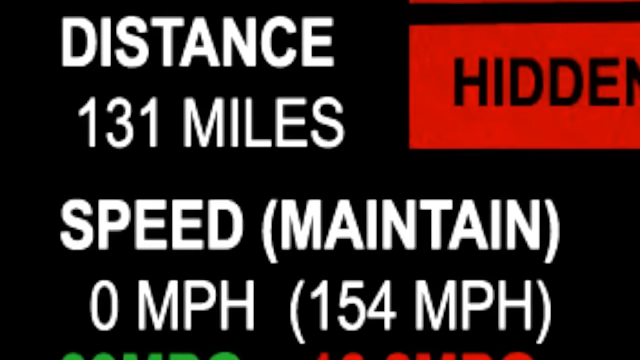 DISTANCE
131 MILES
HIDDEN
SPEED (MAINTAIN)
0 MPH (154 MPH)